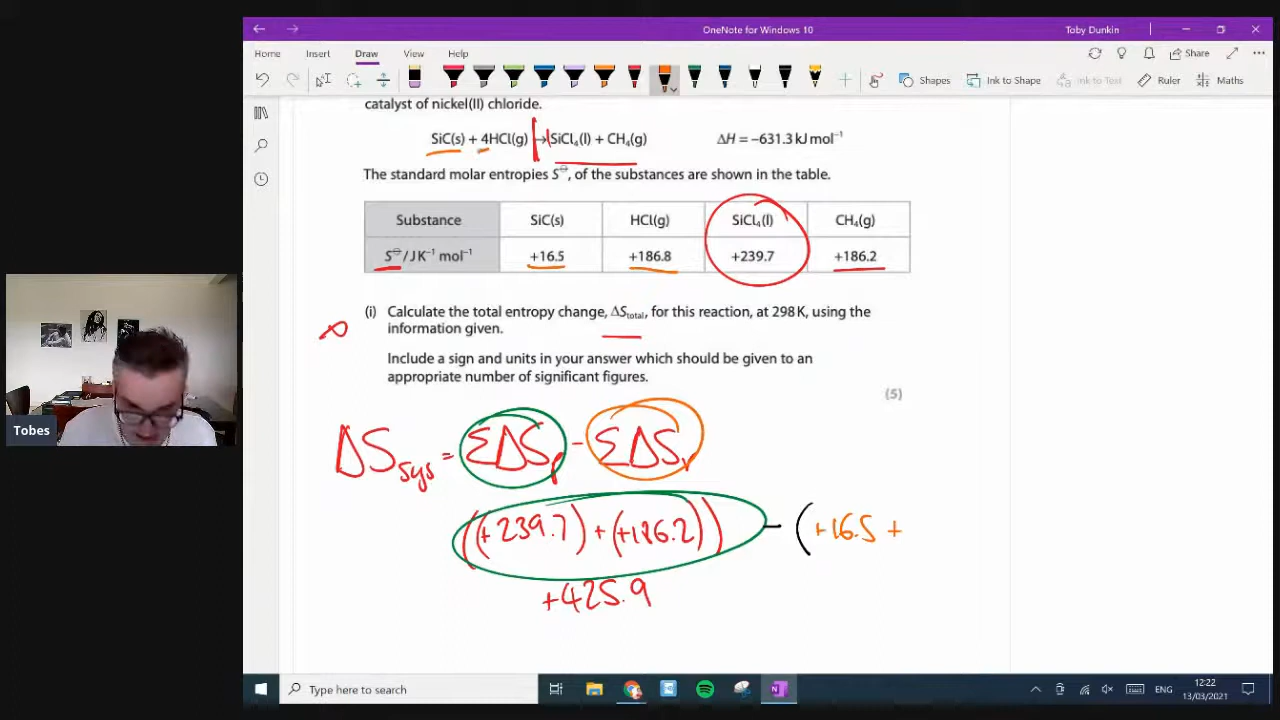 OneNote for Windows 10
Toby Dunkin
Home Insert Draw View Help
Share
Shapes Ink to Shape Ink to Text Ruler Maths
catalyst of nickel(II) chloride.
SiC(s) + 4HCl(g) → SiCl₄(l) + CH₄(g) ΔH = −631.3 kJ mol⁻¹
The standard molar entropies S⦵, of the substances are shown in the table.
Substance SiC(s) HCl(g) SiCl₄(l) CH₄(g)
S⦵/J K⁻¹ mol⁻¹ +16.5 +186.8 +239.7 +186.2
(i) Calculate the total entropy change, ΔS_total, for this reaction, at 298 K, using the
information given.
Include a sign and units in your answer which should be given to an
appropriate number of significant figures.
(5)
ΔS_sys = ΣΔS_p − ΣΔS_r
((+239.7) + (+186.2)) − (+16.5 +
+425.9
Tobes
Type here to search
ENG
12:22
13/03/2021